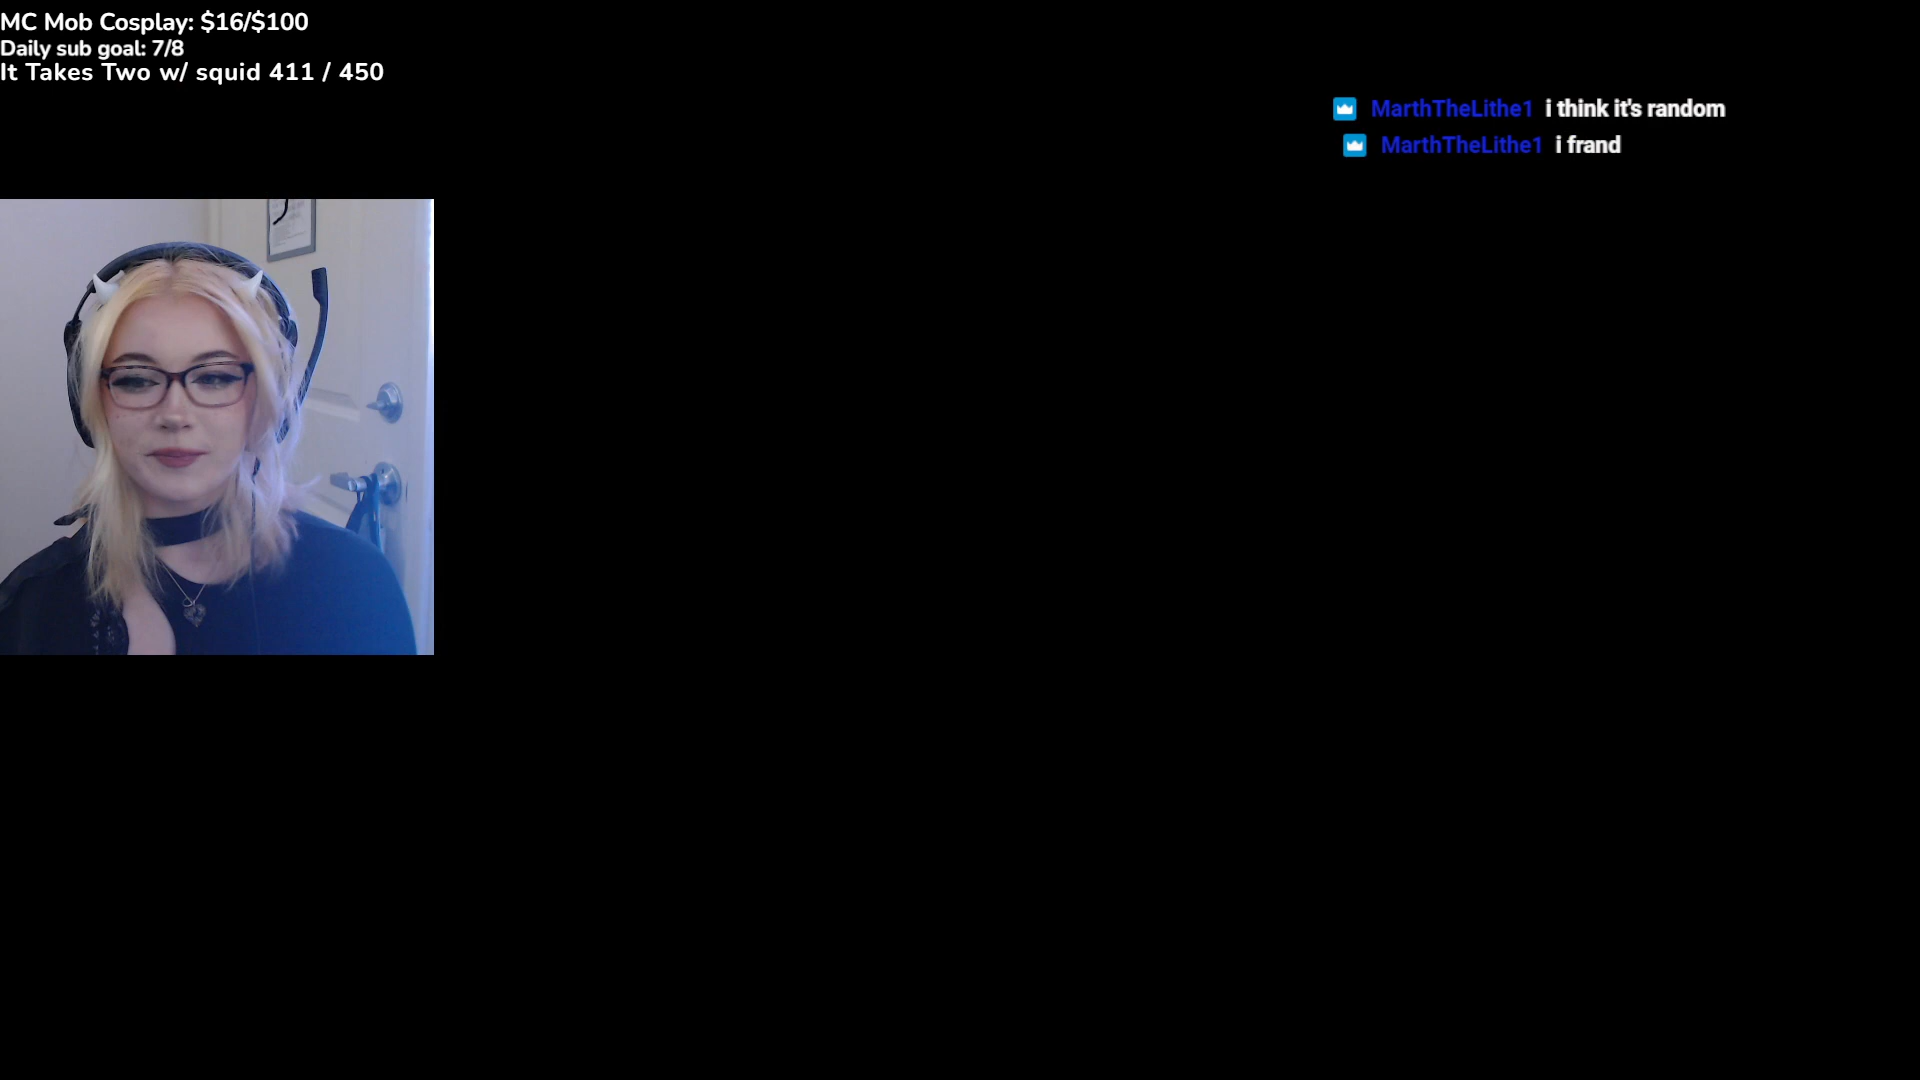 MC Mob Cosplay: $16/$100
Daily sub goal: 7/8
It Takes Two w/ squid 411 / 450
MarthTheLithe1 i think it's random
MarthTheLithe1 i frand